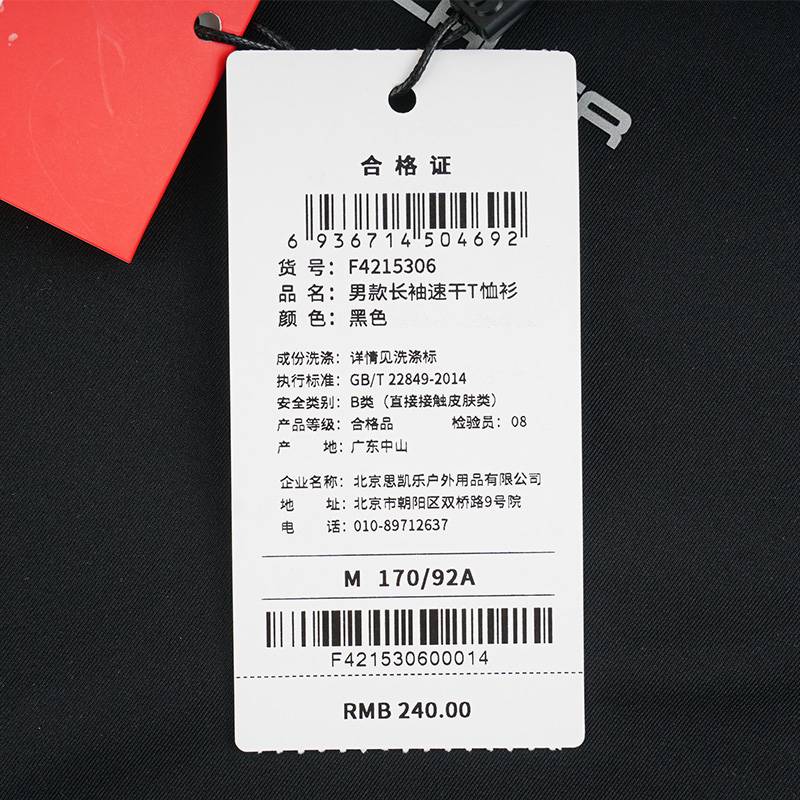 合格证
6 936714 504692
货 号：F4215306
品 名：男款长袖速干T恤衫
颜 色：黑色
成份洗涤：详情见洗涤标
执行标准：GB/T 22849-2014
安全类别：B类（直接接触皮肤类）
产品等级：合格品 检验员：08
产 地：广东中山
企业名称：北京思凯乐户外用品有限公司
地 址：北京市朝阳区双桥路9号院
电 话：010-89712637
M 170/92A
F421530600014
RMB 240.00